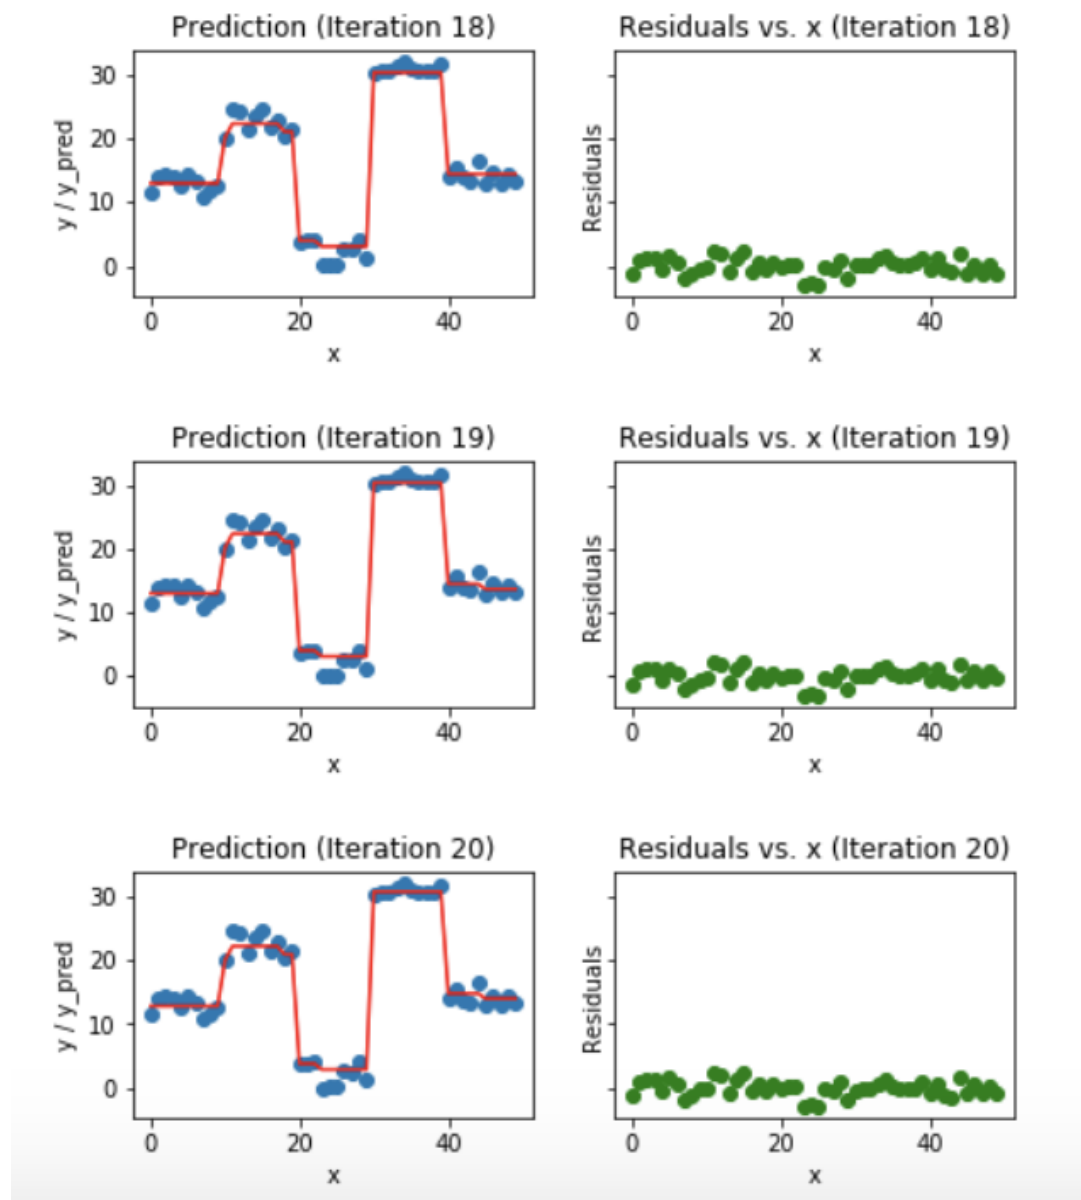 Prediction (Iteration 18)
30
20
10
0
y / y_pred
0 20 40
x
Residuals vs. x (Iteration 18)
Residuals
0 20 40
x
Prediction (Iteration 19)
30
20
10
0
y / y_pred
0 20 40
x
Residuals vs. x (Iteration 19)
Residuals
0 20 40
x
Prediction (Iteration 20)
30
20
10
0
y / y_pred
0 20 40
x
Residuals vs. x (Iteration 20)
Residuals
0 20 40
x